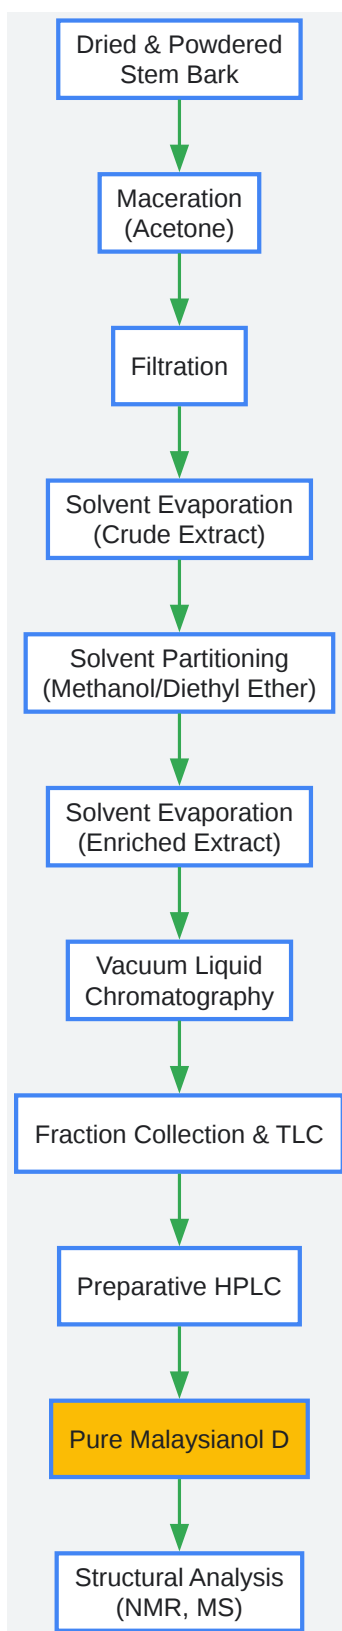 Dried & Powdered
Stem Bark
Maceration
(Acetone)
Filtration
Solvent Evaporation
(Crude Extract)
Solvent Partitioning
(Methanol/Diethyl Ether)
Solvent Evaporation
(Enriched Extract)
Vacuum Liquid
Chromatography
Fraction Collection & TLC
Preparative HPLC
Pure Malaysianol D
Structural Analysis
(NMR, MS)